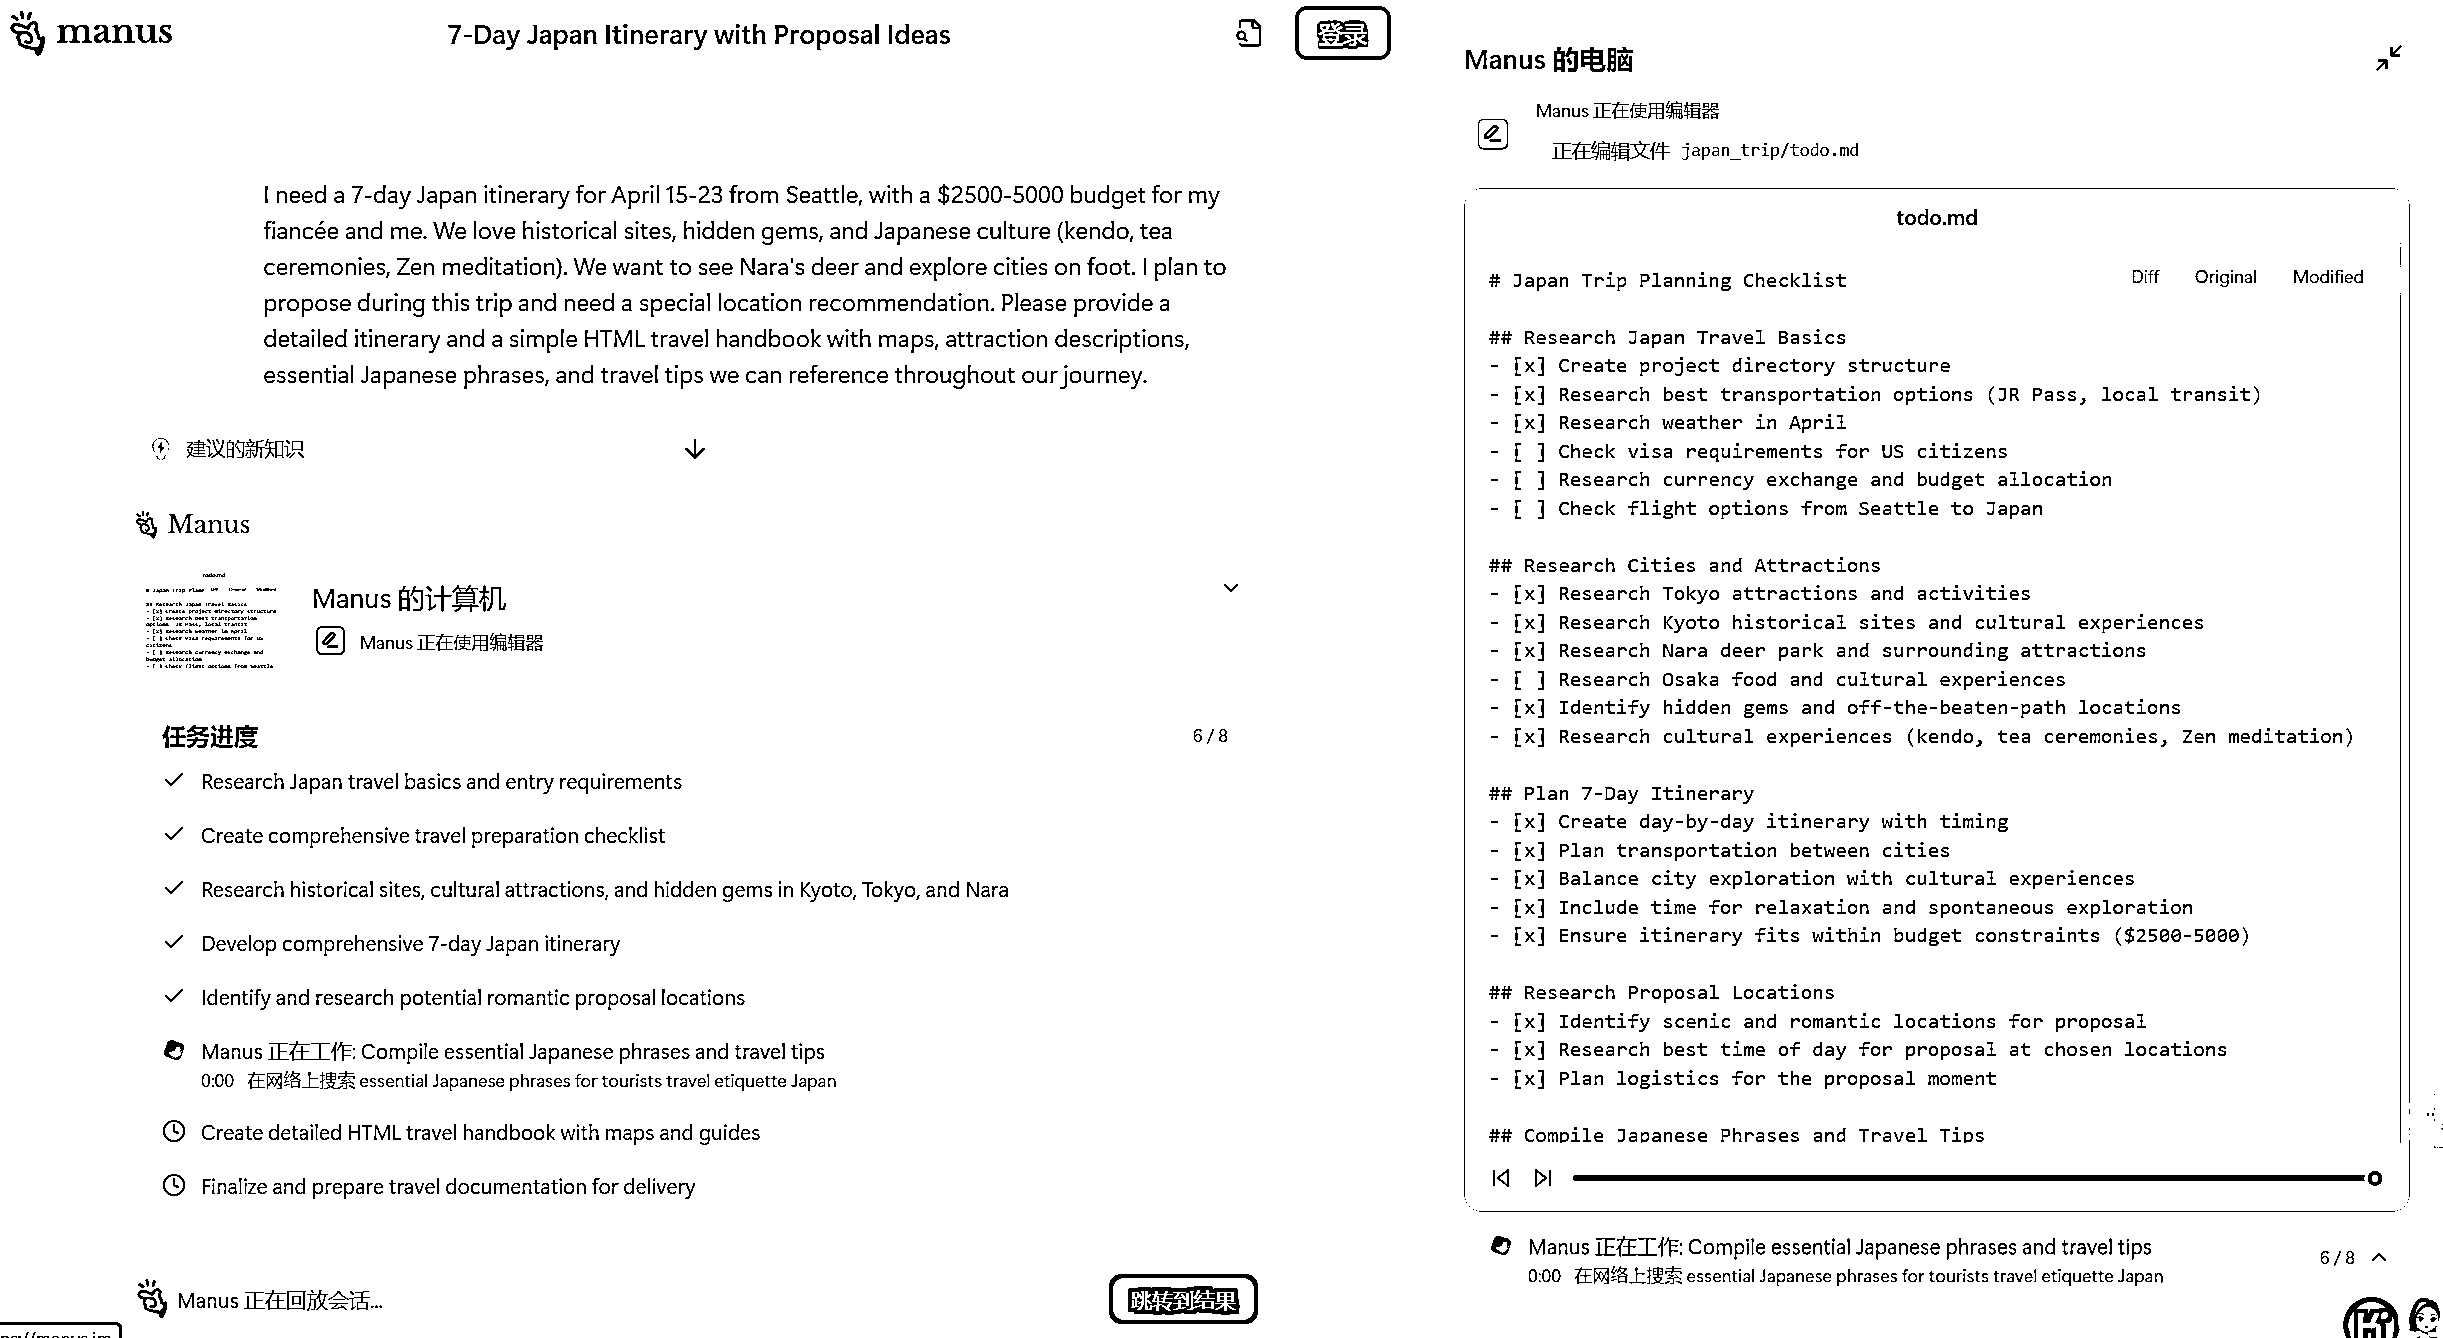 manus
7-Day Japan Itinerary with Proposal Ideas
登录
I need a 7-day Japan itinerary for April 15-23 from Seattle, with a $2500-5000 budget for my
fiancée and me. We love historical sites, hidden gems, and Japanese culture (kendo, tea
ceremonies, Zen meditation). We want to see Nara's deer and explore cities on foot. I plan to
propose during this trip and need a special location recommendation. Please provide a
detailed itinerary and a simple HTML travel handbook with maps, attraction descriptions,
essential Japanese phrases, and travel tips we can reference throughout our journey.
建议的新知识
Manus
Manus 的计算机
Manus 正在使用编辑器
任务进度
6 / 8
Research Japan travel basics and entry requirements
Create comprehensive travel preparation checklist
Research historical sites, cultural attractions, and hidden gems in Kyoto, Tokyo, and Nara
Develop comprehensive 7-day Japan itinerary
Identify and research potential romantic proposal locations
Manus 正在工作: Compile essential Japanese phrases and travel tips
0:00 在网络上搜索 essential Japanese phrases for tourists travel etiquette Japan
Create detailed HTML travel handbook with maps and guides
Finalize and prepare travel documentation for delivery
Manus 正在回放会话...
跳转到结果
Manus 的电脑
Manus 正在使用编辑器
正在编辑文件 japan_trip/todo.md
todo.md
Diff Original Modified
# Japan Trip Planning Checklist
## Research Japan Travel Basics
- [x] Create project directory structure
- [x] Research best transportation options (JR Pass, local transit)
- [x] Research weather in April
- [ ] Check visa requirements for US citizens
- [ ] Research currency exchange and budget allocation
- [ ] Check flight options from Seattle to Japan
## Research Cities and Attractions
- [x] Research Tokyo attractions and activities
- [x] Research Kyoto historical sites and cultural experiences
- [x] Research Nara deer park and surrounding attractions
- [ ] Research Osaka food and cultural experiences
- [x] Identify hidden gems and off-the-beaten-path locations
- [x] Research cultural experiences (kendo, tea ceremonies, Zen meditation)
## Plan 7-Day Itinerary
- [x] Create day-by-day itinerary with timing
- [x] Plan transportation between cities
- [x] Balance city exploration with cultural experiences
- [x] Include time for relaxation and spontaneous exploration
- [x] Ensure itinerary fits within budget constraints ($2500-5000)
## Research Proposal Locations
- [x] Identify scenic and romantic locations for proposal
- [x] Research best time of day for proposal at chosen locations
- [x] Plan logistics for the proposal moment
## Compile Japanese Phrases and Travel Tips
Manus 正在工作: Compile essential Japanese phrases and travel tips
6 / 8
0:00 在网络上搜索 essential Japanese phrases for tourists travel etiquette Japan